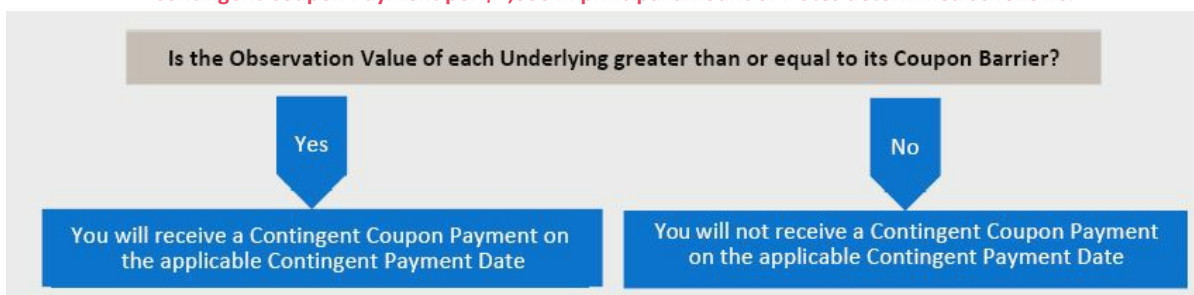 Is the Observation Value of each Underlying greater than or equal to its Coupon Barrier?
Yes
No
You will receive a Contingent Coupon Payment on
the applicable Contingent Payment Date
You will not receive a Contingent Coupon Payment
on the applicable Contingent Payment Date